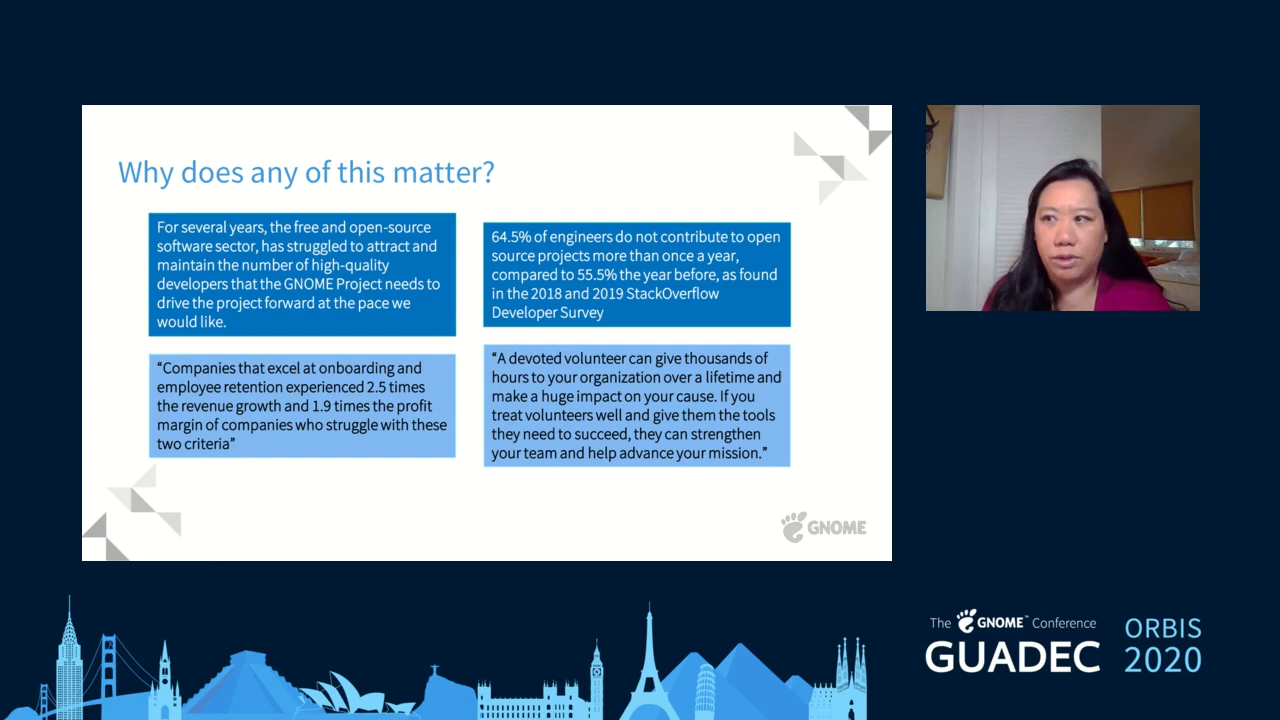 Why does any of this matter?
For several years, the free and open-source
software sector, has struggled to attract and
maintain the number of high-quality
developers that the GNOME Project needs to
drive the project forward at the pace we
would like.
64.5% of engineers do not contribute to open
source projects more than once a year,
compared to 55.5% the year before, as found
in the 2018 and 2019 StackOverflow
Developer Survey
“Companies that excel at onboarding and
employee retention experienced 2.5 times
the revenue growth and 1.9 times the profit
margin of companies who struggle with these
two criteria”
“A devoted volunteer can give thousands of
hours to your organization over a lifetime and
make a huge impact on your cause. If you
treat volunteers well and give them the tools
they need to succeed, they can strengthen
your team and help advance your mission.”
GNOME
The GNOME™ Conference
GUADEC
ORBIS
2020